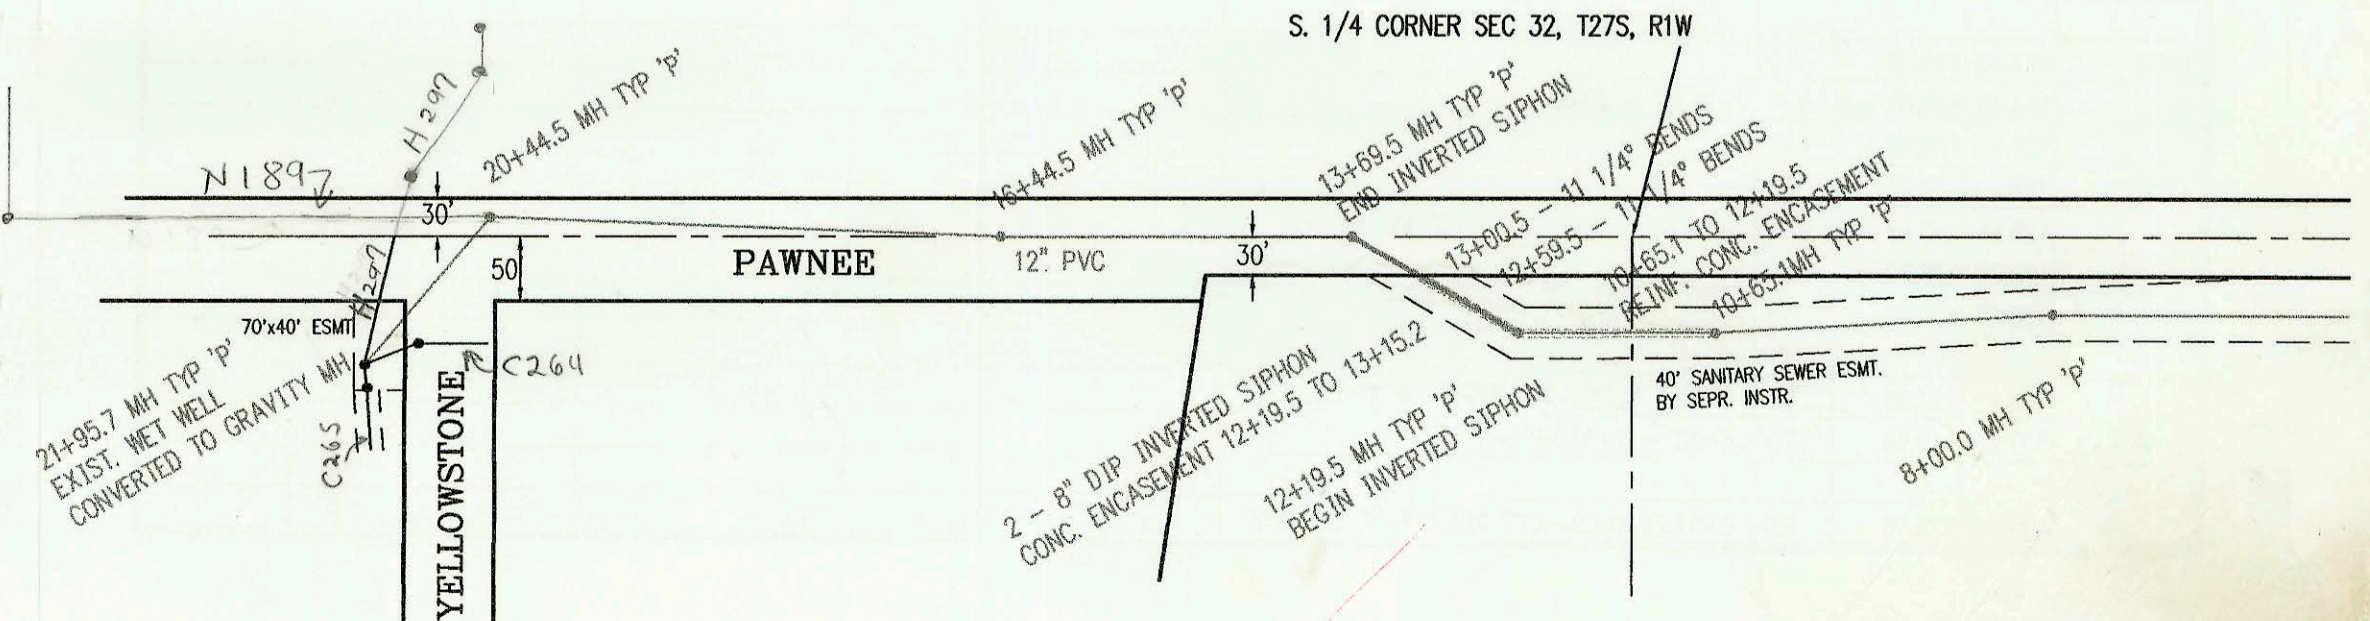 S. 1/4 CORNER SEC 32, T27S, R1W
H297
20+44.5 MH TYP 'P'
16+44.5 MH TYP 'P'
13+69.5 MH TYP 'P'
END INVERTED SIPHON
13+00.5 - 11 1/4° BENDS
12+59.5 - 11 1/4° BENDS
10+65.1 TO 12+19.5
REINF. CONC. ENCASEMENT
10+65.1MH TYP 'P'
N189
30'
50
PAWNEE
12". PVC
30'
H297
70'x40' ESMT
21+95.7 MH TYP 'P'
EXIST. WET WELL
CONVERTED TO GRAVITY MH
C264
C265
YELLOWSTONE
2 - 8" DIP INVERTED SIPHON
CONC. ENCASEMENT 12+19.5 TO 13+15.2
12+19.5 MH TYP 'P'
BEGIN INVERTED SIPHON
40' SANITARY SEWER ESMT.
BY SEPR. INSTR.
8+00.0 MH TYP 'P'